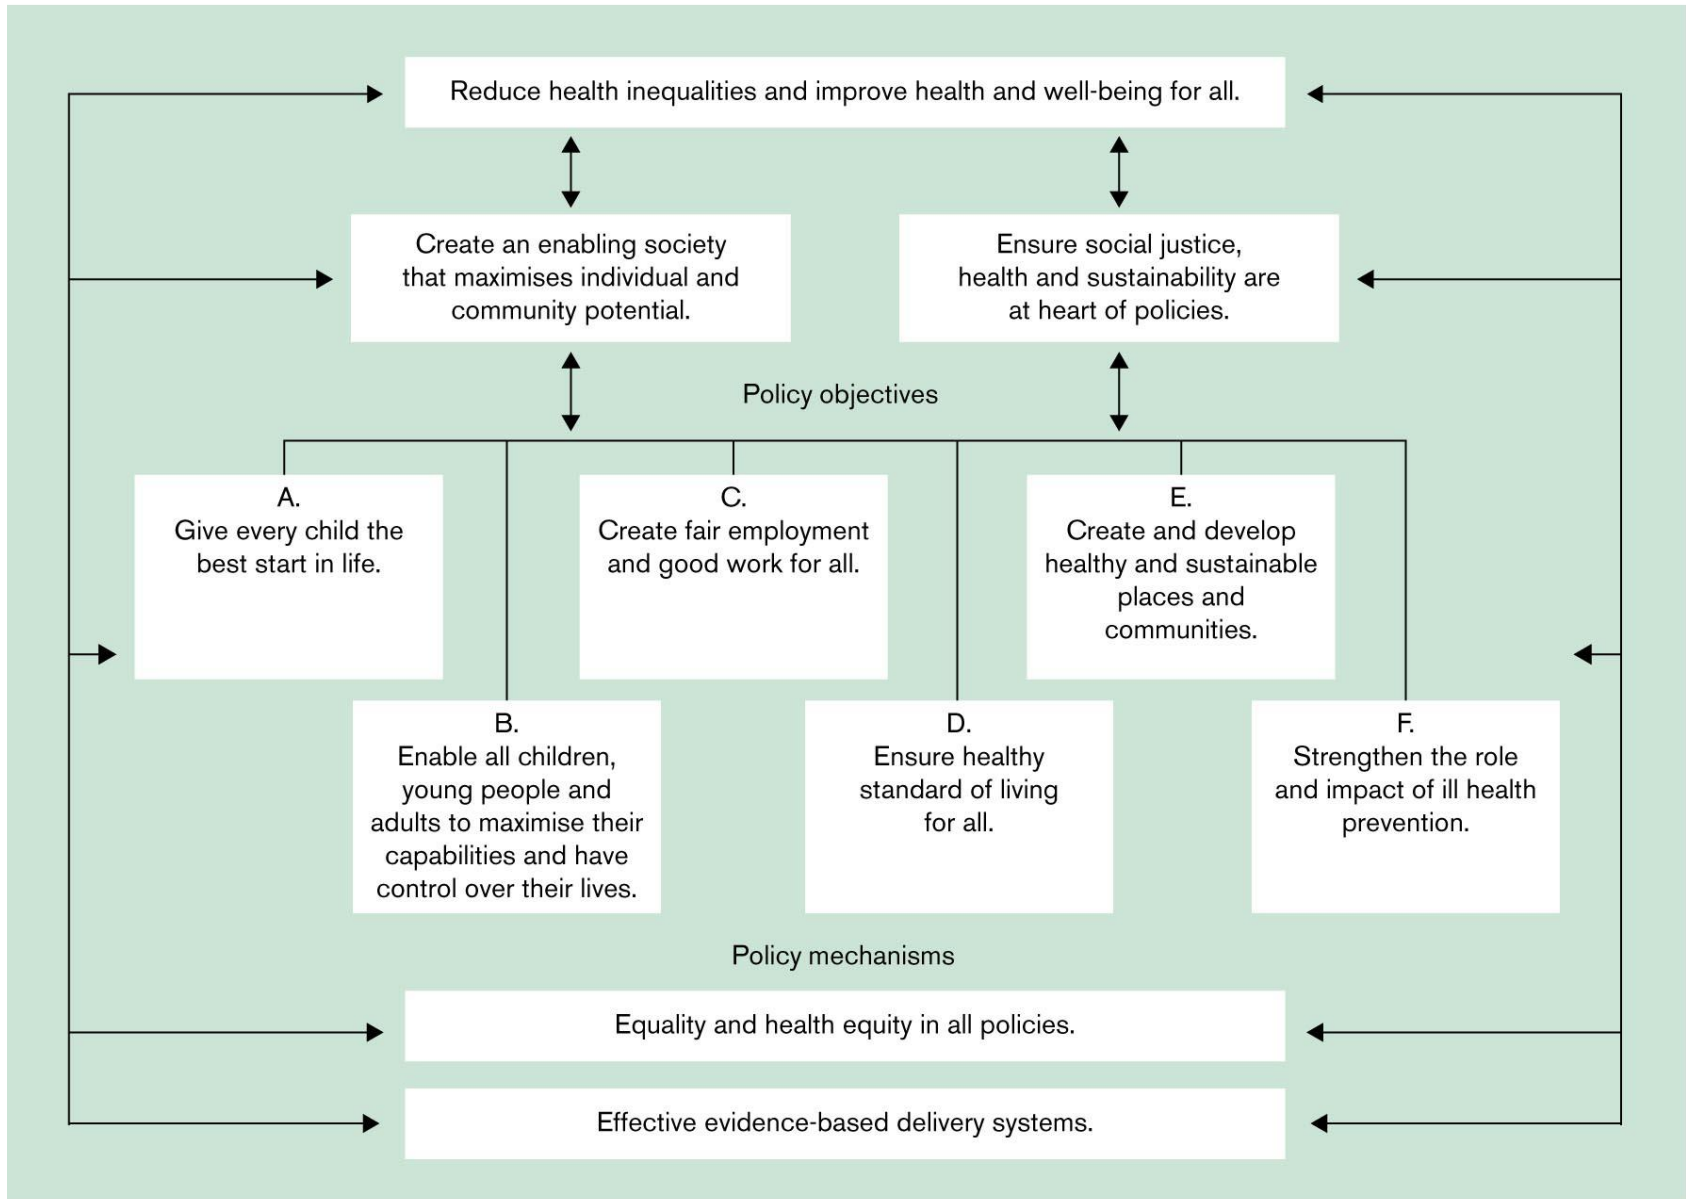 Reduce health inequalities and improve health and well-being for all.
Create an enabling society
that maximises individual and
community potential.
Ensure social justice,
health and sustainability are
at heart of policies.
Policy objectives
A.
Give every child the
best start in life.
C.
Create fair employment
and good work for all.
E.
Create and develop
healthy and sustainable
places and
communities.
B.
Enable all children,
young people and
adults to maximise their
capabilities and have
control over their lives.
D.
Ensure healthy
standard of living
for all.
F.
Strengthen the role
and impact of ill health
prevention.
Policy mechanisms
Equality and health equity in all policies.
Effective evidence-based delivery systems.